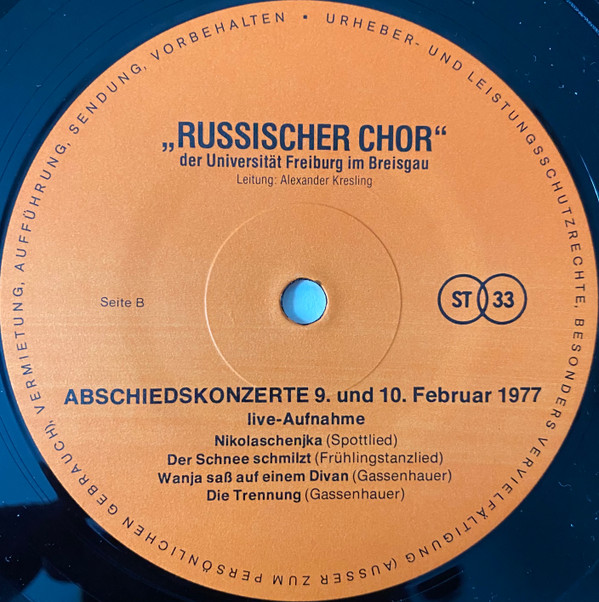 URHEBER- UND LEISTUNGSSCHUTZRECHTE, BESONDERS VERVIELFÄLTIGUNG (AUSSER ZUM PERSÖNLICHEN GEBRAUCH), VERMIETUNG, AUFFÜHRUNG, SENDUNG, VORBEHALTEN •
„RUSSISCHER CHOR“
der Universität Freiburg im Breisgau
Leitung: Alexander Kresling
Seite B
ST 33
ABSCHIEDSKONZERTE 9. und 10. Februar 1977
live-Aufnahme
Nikolaschenjka (Spottlied)
Der Schnee schmilzt (Frühlingstanzlied)
Wanja saß auf einem Divan (Gassenhauer)
Die Trennung (Gassenhauer)